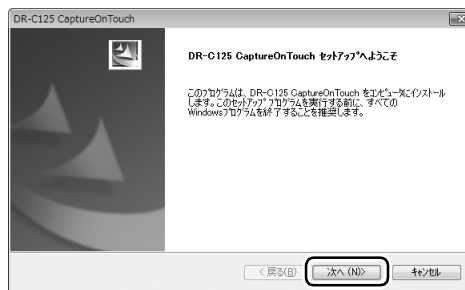 DR-C125 CaptureOnTouch
DR-C125 CaptureOnTouch ｾｯﾄｱｯﾌﾟへようこそ
このﾌﾟﾛｸﾞﾗﾑは、DR-C125 CaptureOnTouch をｺﾝﾋﾟｭｰﾀにインストール
します。このｾｯﾄｱｯﾌﾟ ﾌﾟﾛｸﾞﾗﾑを実行する前に、すべての
Windowsﾌﾟﾛｸﾞﾗﾑを終了することを推奨します。
< 戻る(B)
次へ (N)>
ｷｬﾝｾﾙ